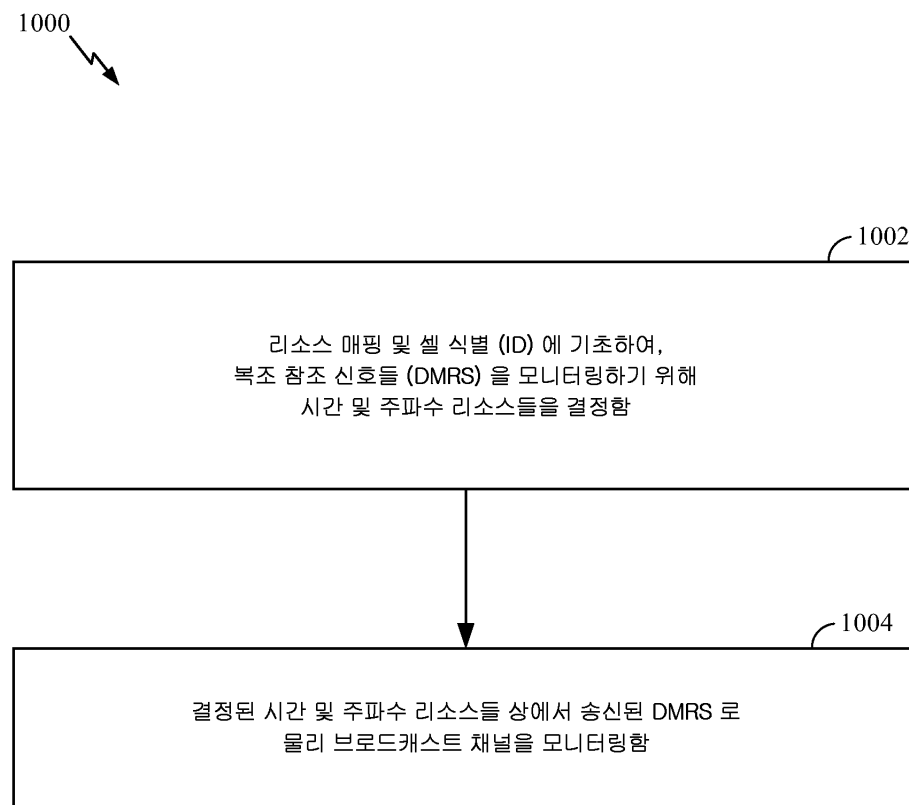 1000
1002
리소스 매핑 및 셀 식별 (ID) 에 기초하여,
복조 참조 신호들 (DMRS) 을 모니터링하기 위해
시간 및 주파수 리소스들을 결정함
1004
결정된 시간 및 주파수 리소스들 상에서 송신된 DMRS 로
물리 브로드캐스트 채널을 모니터링함